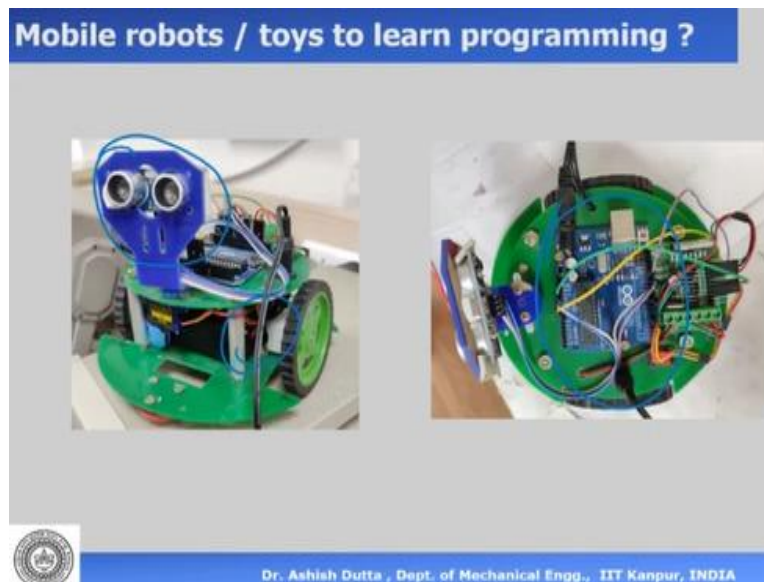 Mobile robots / toys to learn programming ?
Dr. Ashish Dutta , Dept. of Mechanical Engg., IIT Kanpur, INDIA